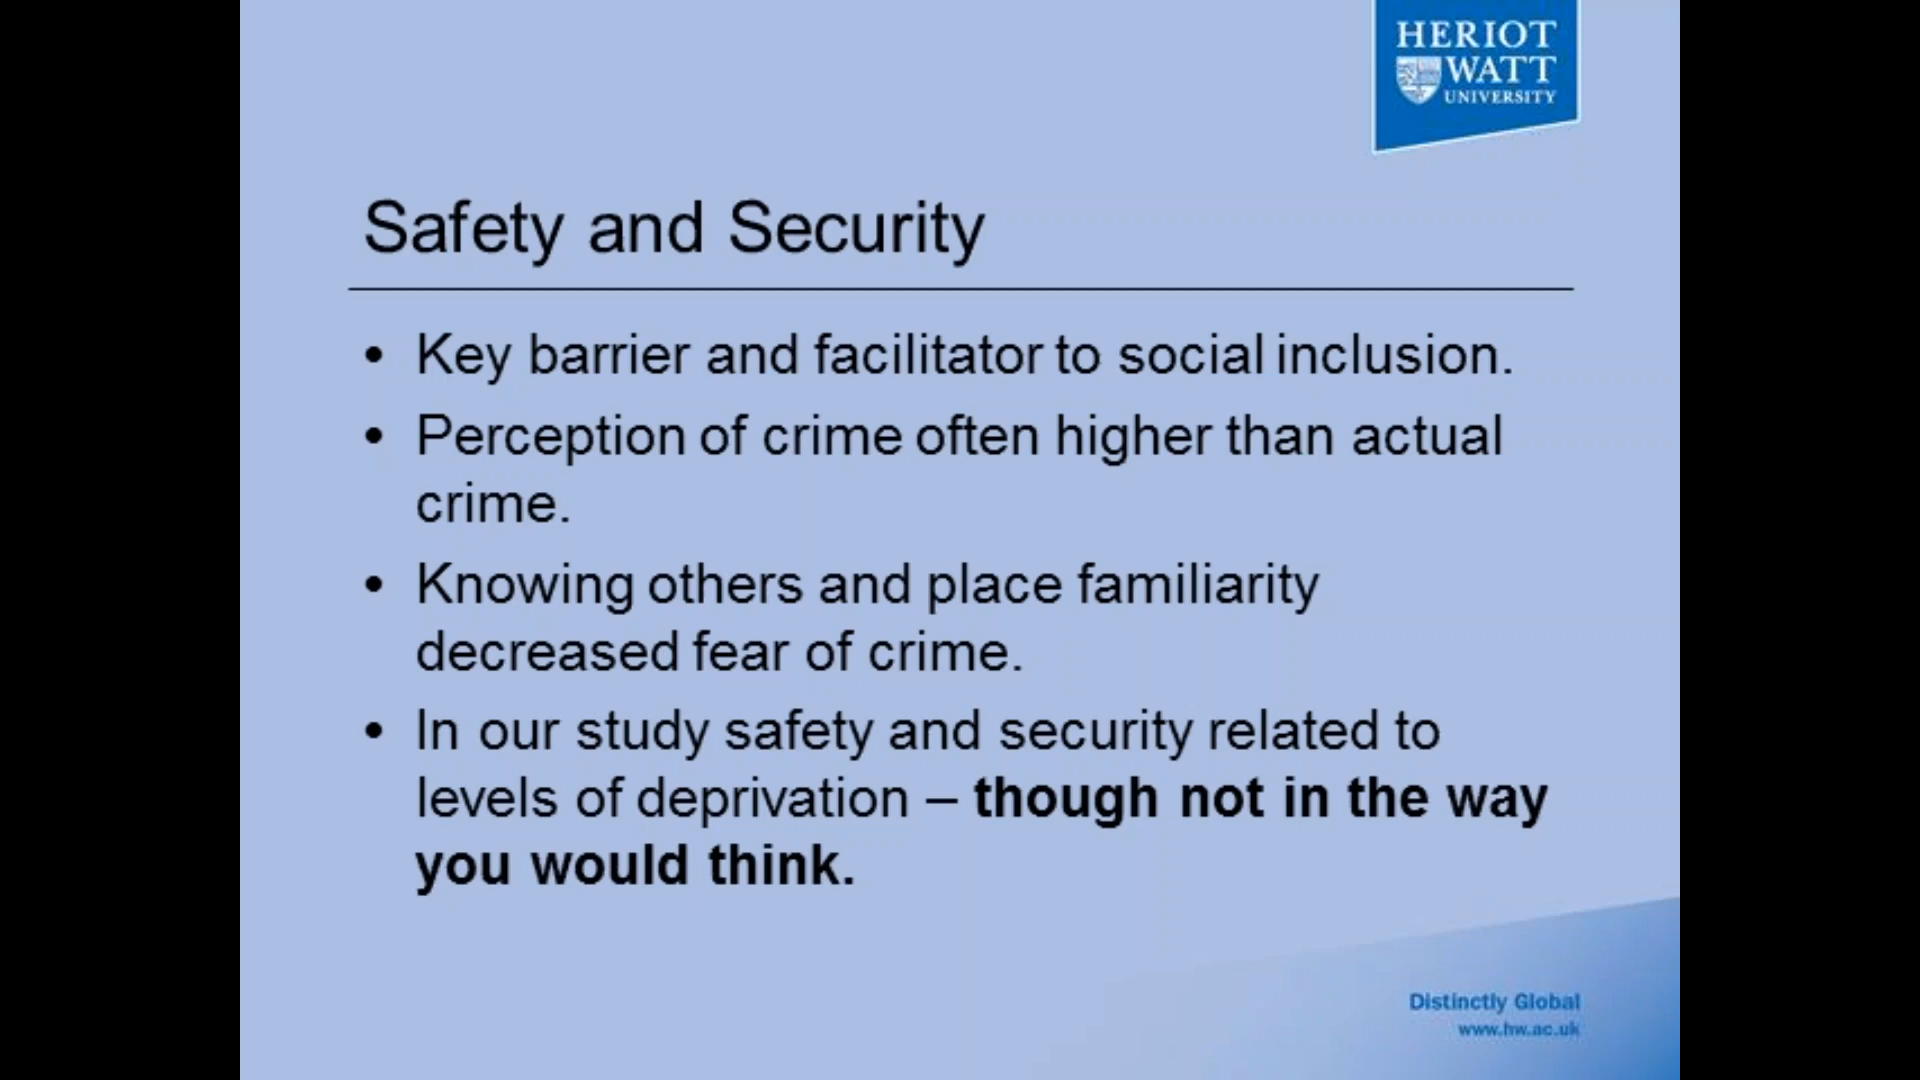 HERIOT
WATT
UNIVERSITY
Safety and Security
• Key barrier and facilitator to social inclusion.
• Perception of crime often higher than actual
crime.
• Knowing others and place familiarity
decreased fear of crime.
• In our study safety and security related to
levels of deprivation – though not in the way
you would think.
Distinctly Global
www.hw.ac.uk